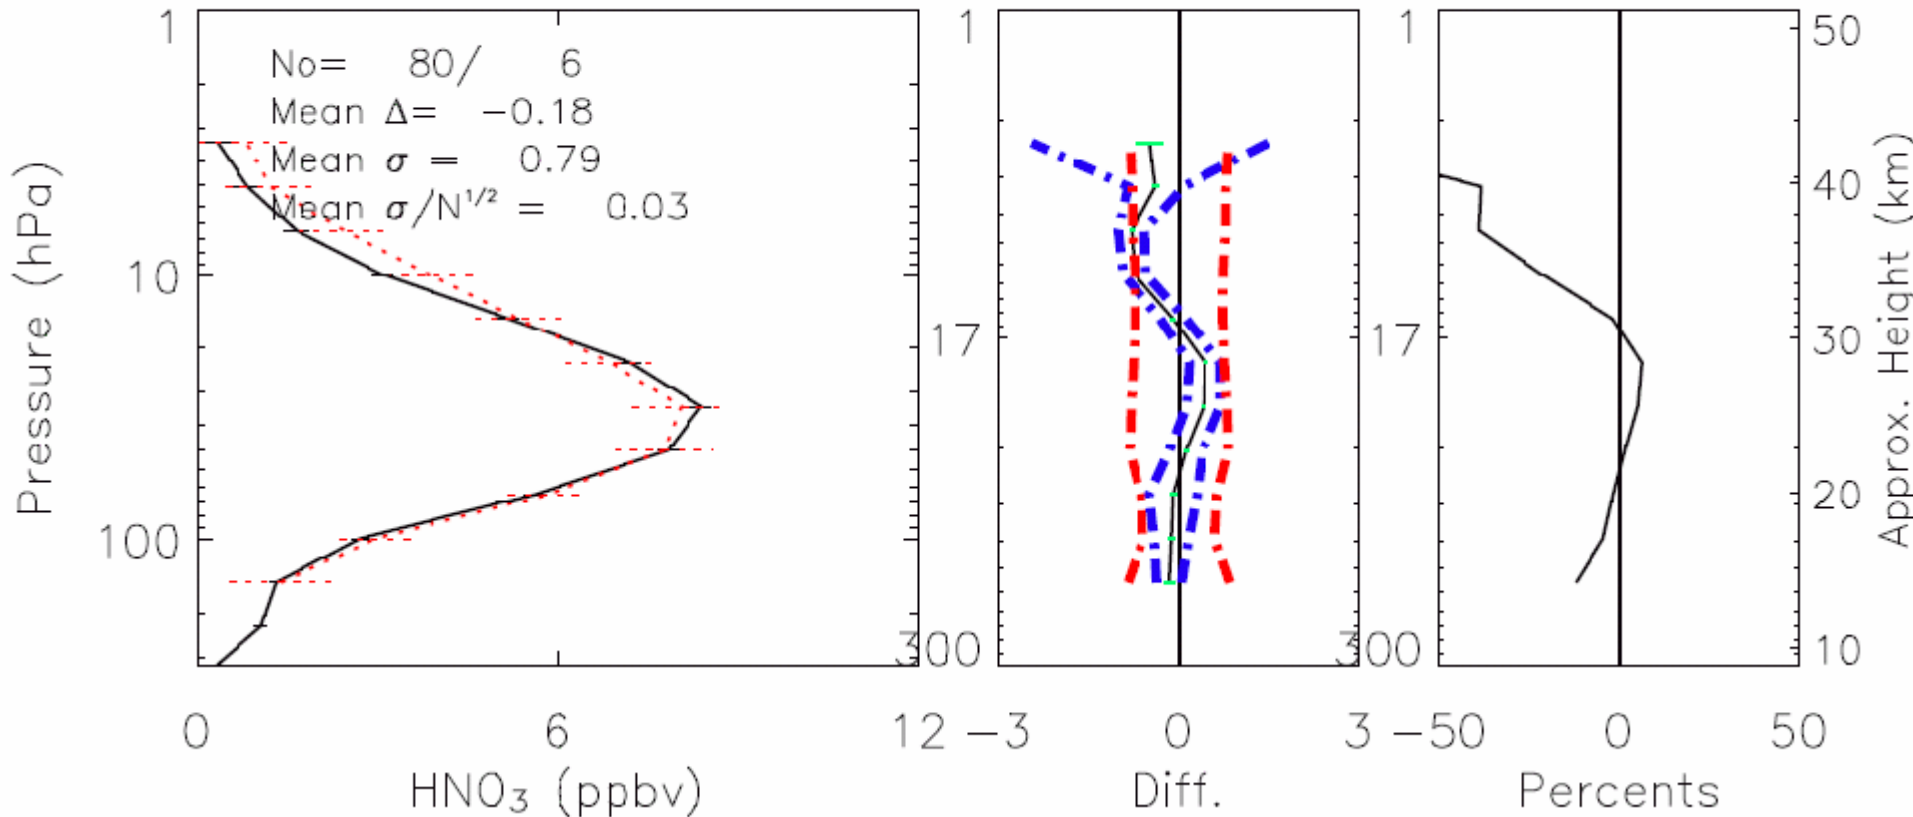 No= 80/ 6
Mean Δ= −0.18
Mean σ = 0.79
Mean σ/N^1/2 = 0.03
Pressure (hPa)
1
10
100
0
6
12
HNO₃ (ppbv)
1
17
300
−3
0
3
Diff.
1
17
300
−50
0
50
Percents
50
40
30
20
10
Approx. Height (km)